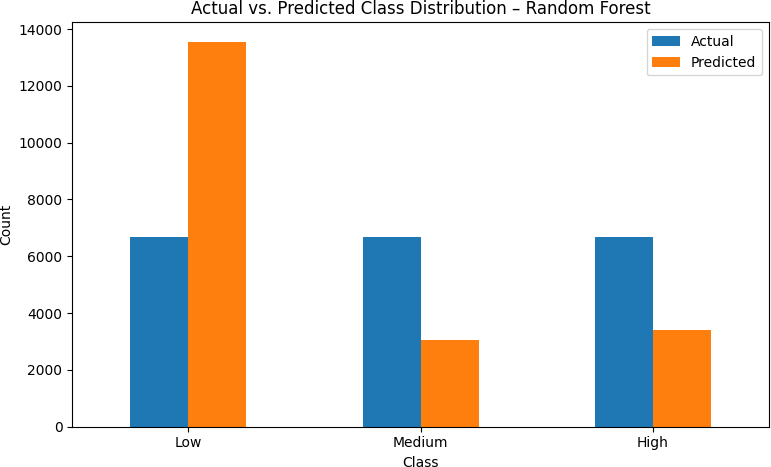 Actual vs. Predicted Class Distribution – Random Forest
Actual
Predicted
14000
12000
10000
8000
6000
4000
2000
0
Count
Low Medium High
Class